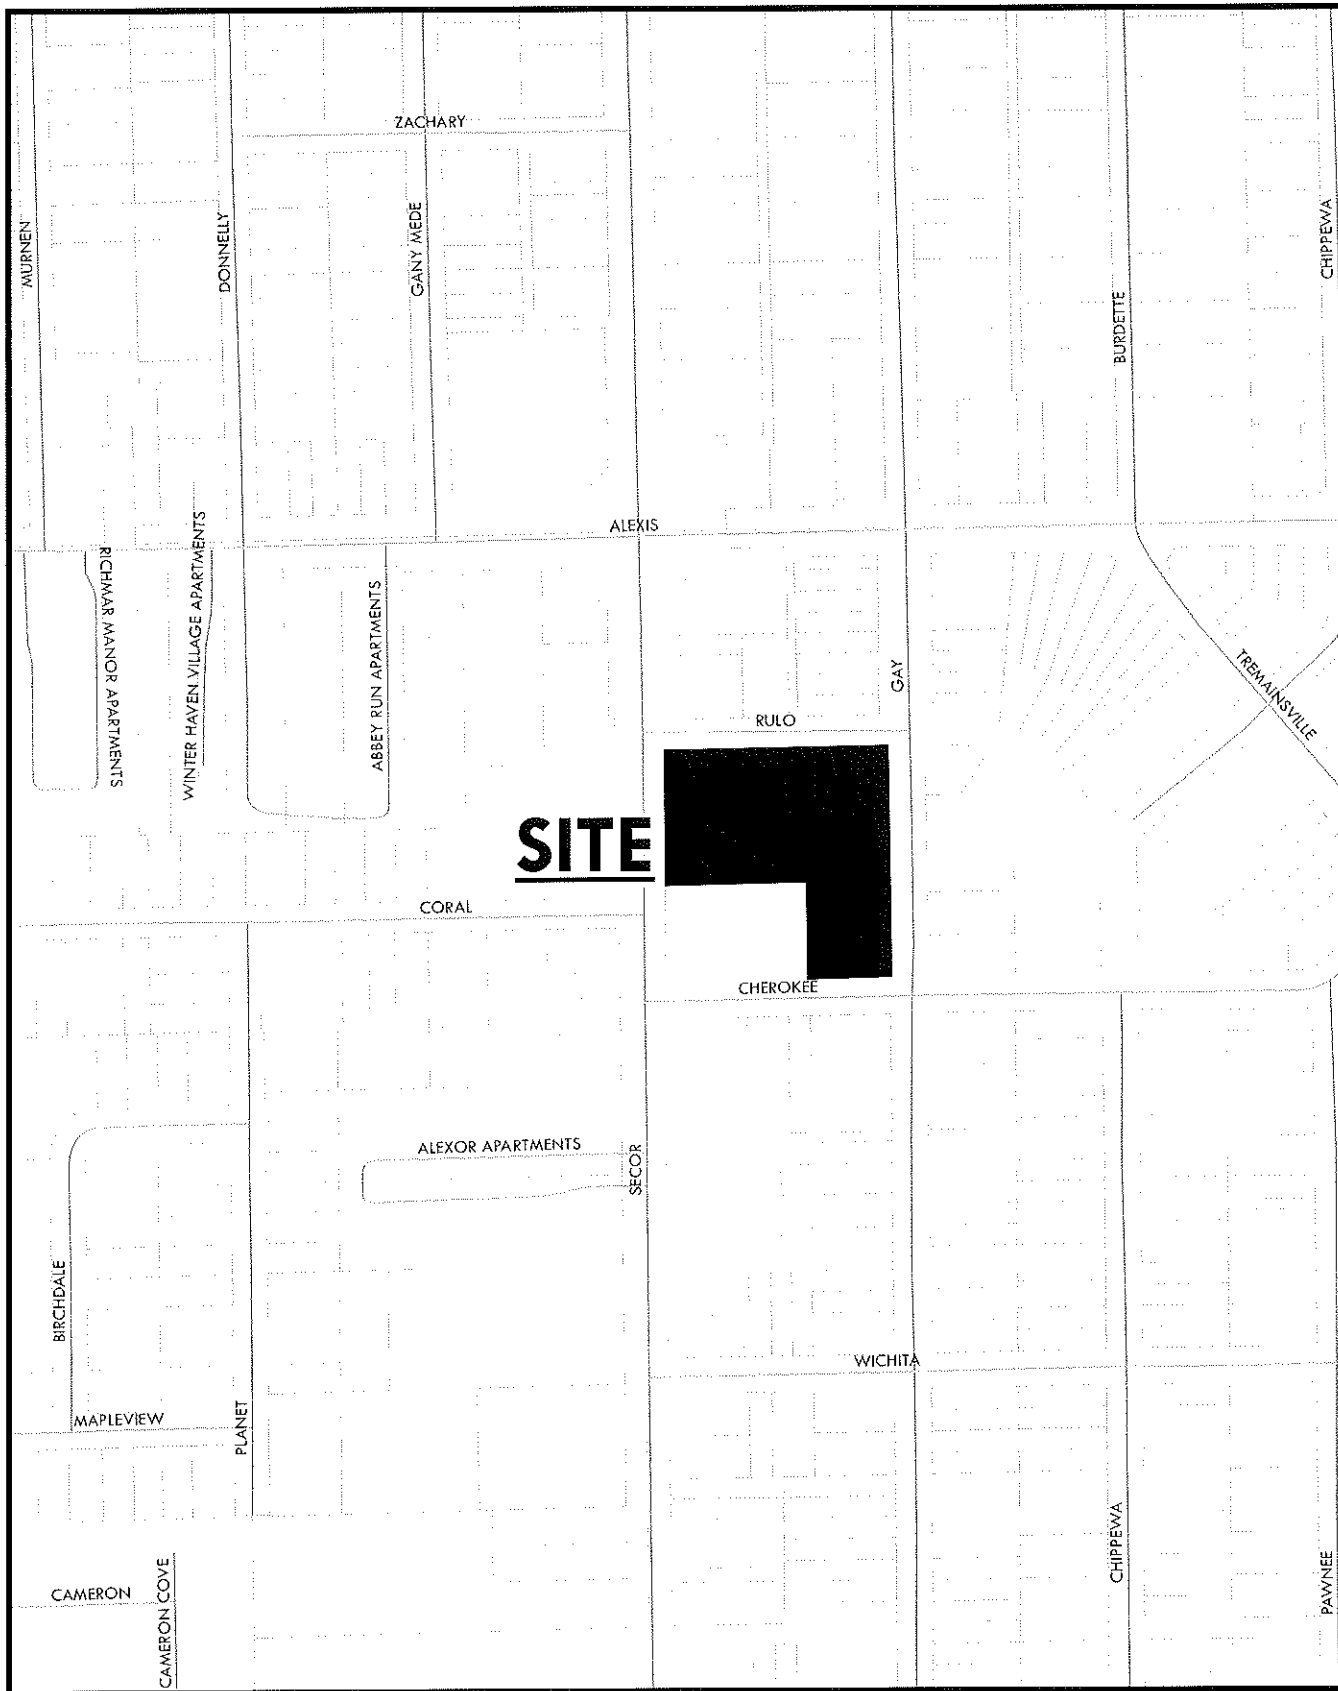 ZACHARY
MURNEN
DONNELLY
GANY MEDE
CHIPPEWA
BURDETTE
ALEXIS
RICHMAR MANOR APARTMENTS
WINTER HAVEN VILLAGE APARTMENTS
ABBEY RUN APARTMENTS
GAY
TREMAINSVILLE
RULO
SITE
CORAL
CHEROKEE
ALEXOR APARTMENTS
SECOR
BIRCHDALE
WICHITA
MAPLEVIEW
PLANET
CHIPPEWA
CAMERON
CAMERON COVE
PAWNEE